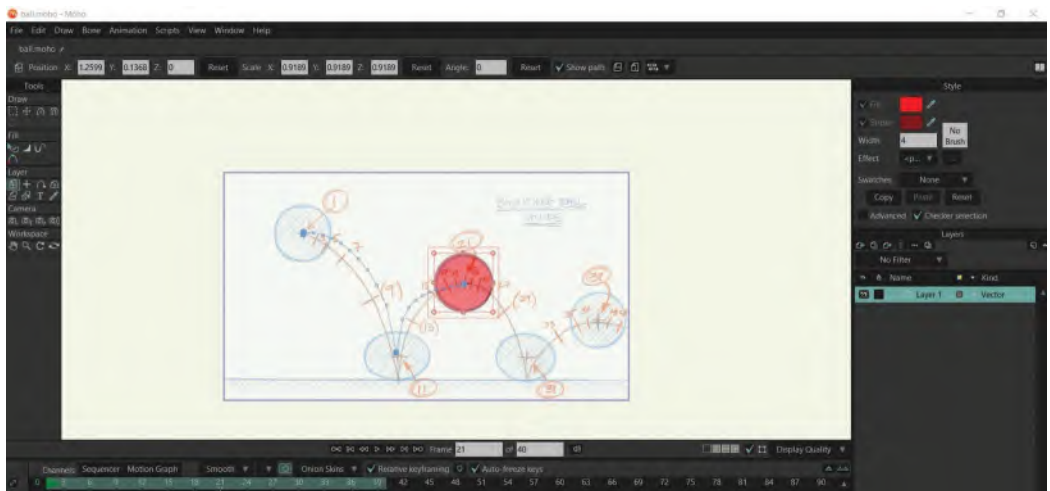 ball.moho - Moho
File Edit Draw Bone Animation Scripts View Window Help
ball.moho
Position X: 1.2599 Y: 0.1368 Z: 0 Reset Scale X: 0.9189 Y: 0.9189 Z: 0.9189 Reset Angle: 0 Reset Show path
Tools
Draw
Fill
Layer
Camera
Workspace
Style
Fill
Stroke
Width 4
No Brush
Effect <p...
Swatches None
Copy Paste Reset
Advanced Checker selection
Layers
No Filter
Name Kind
Layer 1 Vector
1
21
11
31
Frame 21 of 40
Display Quality
Channels Sequencer Motion Graph Smooth Onion Skins Relative keyframing Auto-freeze keys
0 3 6 9 12 15 18 21 24 27 30 33 36 39 42 45 48 51 54 57 60 63 66 69 72 75 78 81 84 87 90